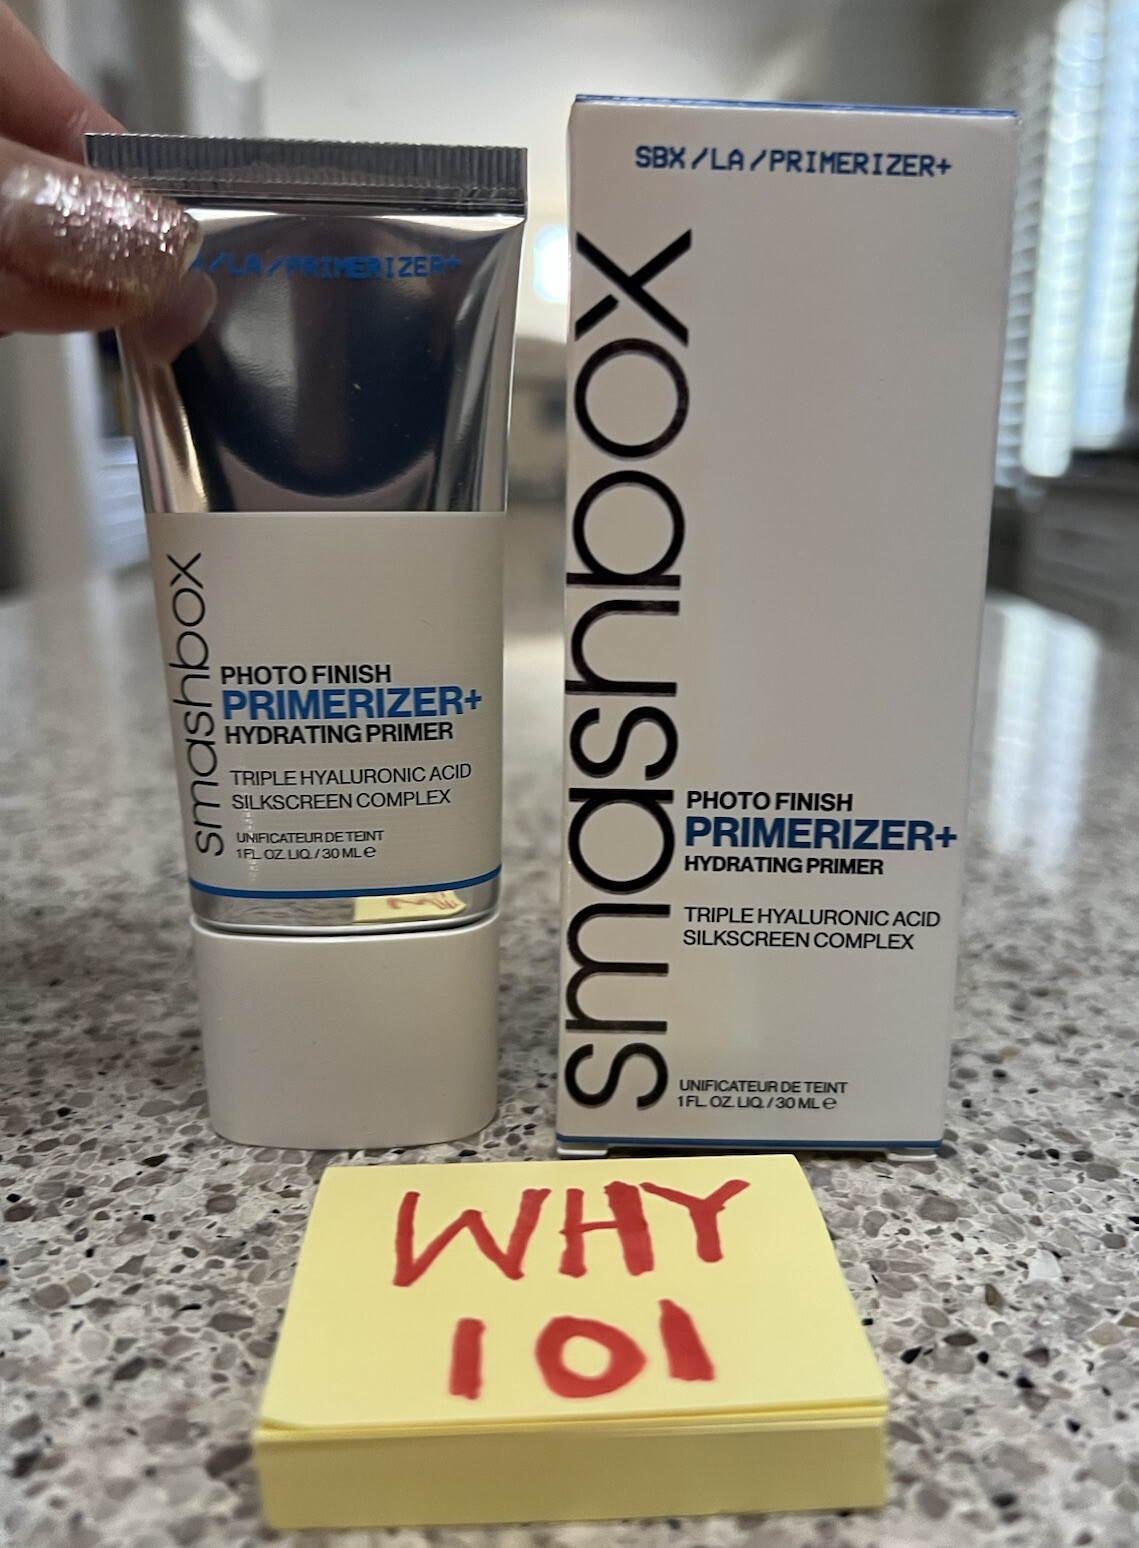 /LA/PRIMERIZER+
smashbox
PHOTO FINISH
PRIMERIZER+
HYDRATING PRIMER
TRIPLE HYALURONIC ACID
SILKSCREEN COMPLEX
UNIFICATEUR DE TEINT
1 FL. OZ. LIQ. / 30 ML ℮
SBX/LA/PRIMERIZER+
smashbox
PHOTO FINISH
PRIMERIZER+
HYDRATING PRIMER
TRIPLE HYALURONIC ACID
SILKSCREEN COMPLEX
UNIFICATEUR DE TEINT
1 FL. OZ. LIQ. / 30 ML ℮
WHY
101